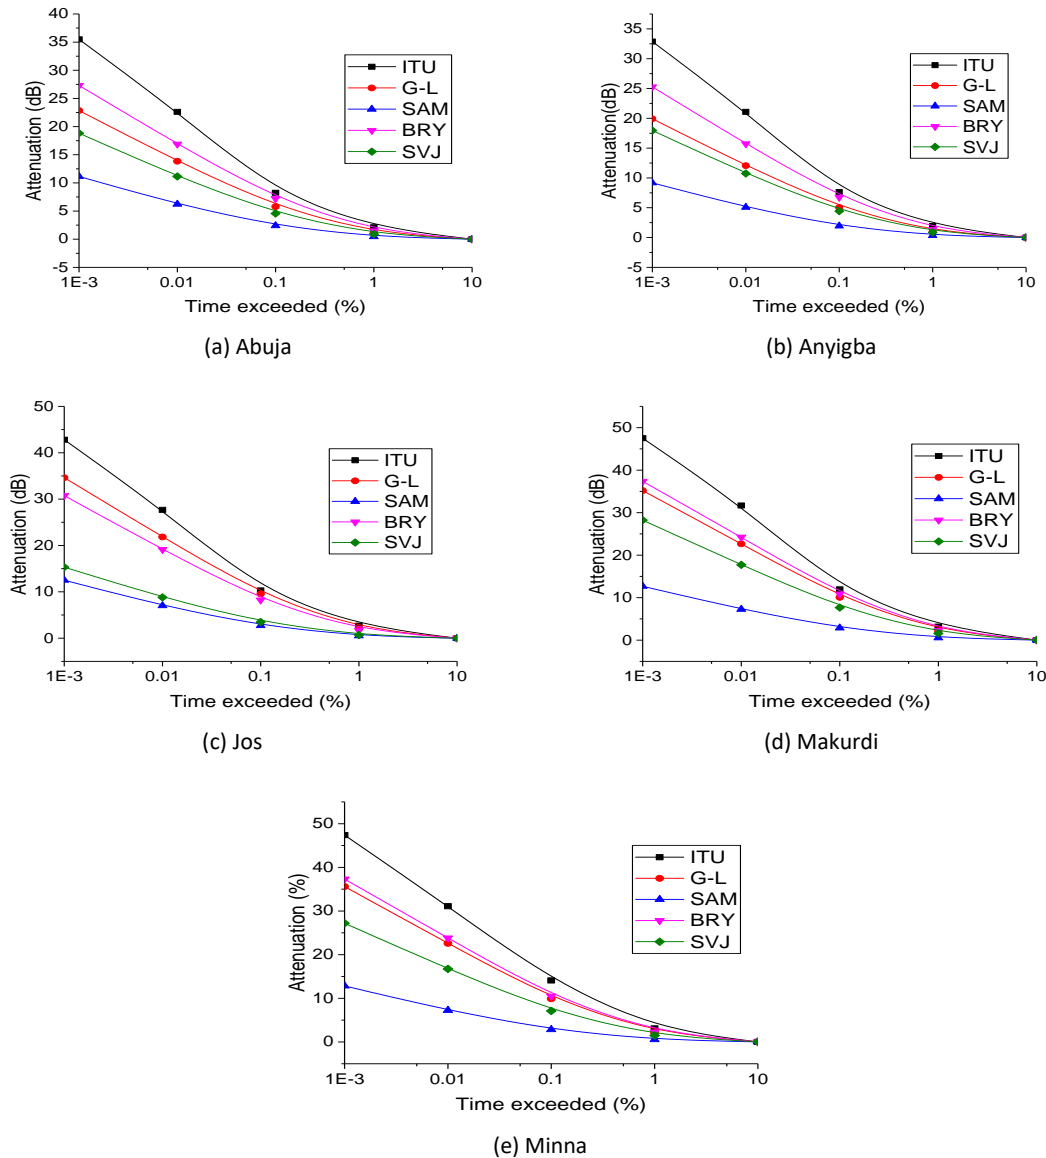 40
35
30
25
20
15
10
5
0
-5
Attenuation (dB)
ITU
G-L
SAM
BRY
SVJ
1E-3 0.01 0.1 1 10
Time exceeded (%)
(a) Abuja
35
30
25
20
15
10
5
0
-5
Attenuation(dB)
ITU
G-L
SAM
BRY
SVJ
1E-3 0.01 0.1 1 10
Time exceeded (%)
(b) Anyigba
50
40
30
20
10
0
Attenuation (dB)
ITU
G-L
SAM
BRY
SVJ
1E-3 0.01 0.1 1 10
Time exceeded (%)
(c) Jos
50
40
30
20
10
0
Attenuation (dB)
ITU
G-L
SAM
BRY
SVJ
1E-3 0.01 0.1 1 10
Time exceeded (%)
(d) Makurdi
50
40
30
20
10
0
Attenuation (%)
ITU
G-L
SAM
BRY
SVJ
1E-3 0.01 0.1 1 10
Time exceeded (%)
(e) Minna